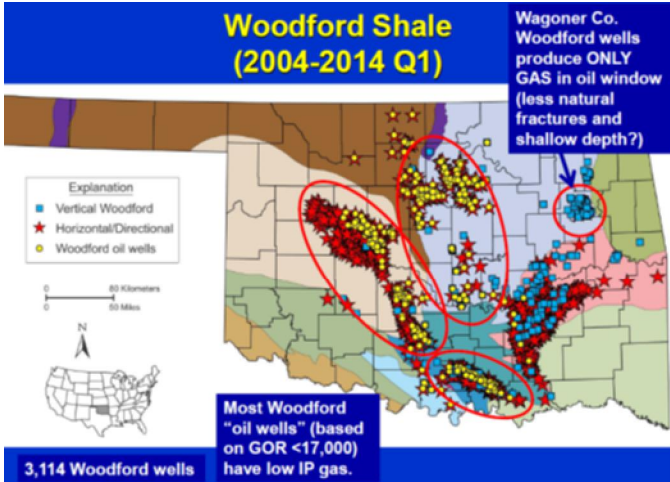 Woodford Shale
(2004-2014 Q1)
Wagoner Co.
Woodford wells
produce ONLY
GAS in oil window
(less natural
fractures and
shallow depth?)
Explanation
Vertical Woodford
Horizontal/Directional
Woodford oil wells
0 80 Kilometers
0 50 Miles
N
Most Woodford
“oil wells” (based
on GOR <17,000)
have low IP gas.
3,114 Woodford wells